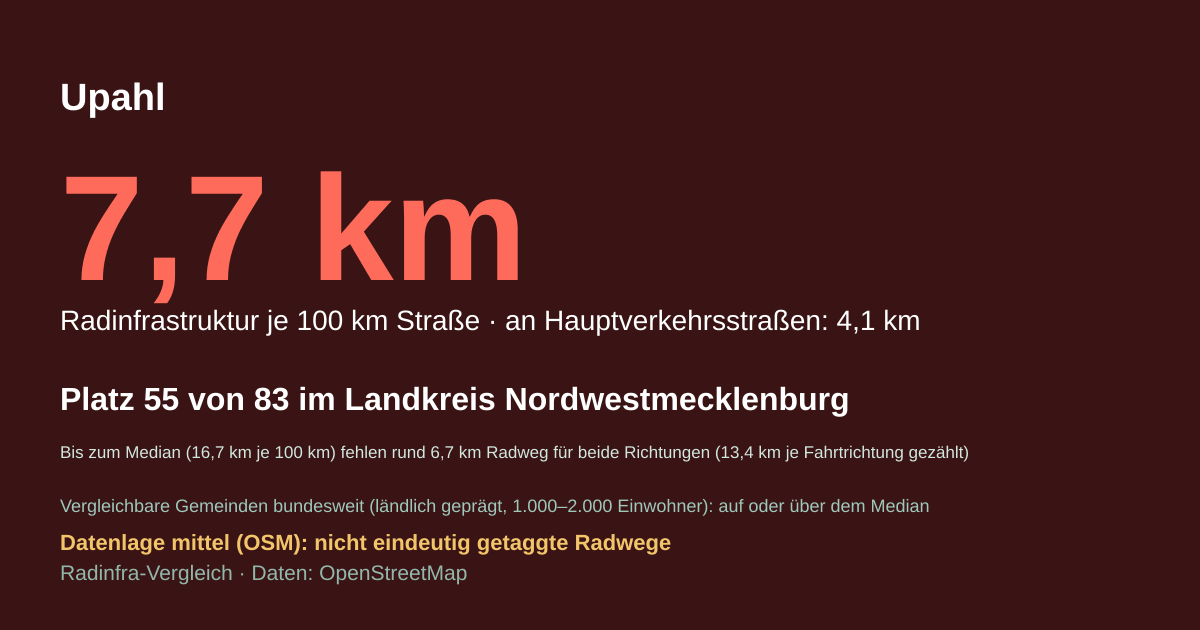 Upahl
7,7 km
Radinfrastruktur je 100 km Straße · an Hauptverkehrsstraßen: 4,1 km
Platz 55 von 83 im Landkreis Nordwestmecklenburg
Bis zum Median (16,7 km je 100 km) fehlen rund 6,7 km Radweg für beide Richtungen (13,4 km je Fahrtrichtung gezählt)
Vergleichbare Gemeinden bundesweit (ländlich geprägt, 1.000–2.000 Einwohner): auf oder über dem Median
Datenlage mittel (OSM): nicht eindeutig getaggte Radwege
Radinfra-Vergleich · Daten: OpenStreetMap